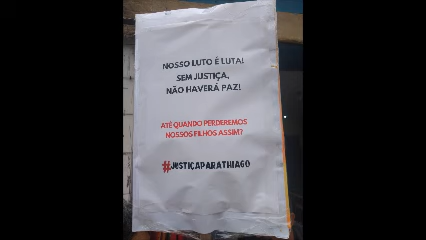 NOSSO LUTO É LUTA!
SEM JUSTIÇA,
NÃO HAVERÁ PAZ!
ATÉ QUANDO PERDEREMOS
NOSSOS FILHOS ASSIM?
#JUSTIÇAPARATHIAGO